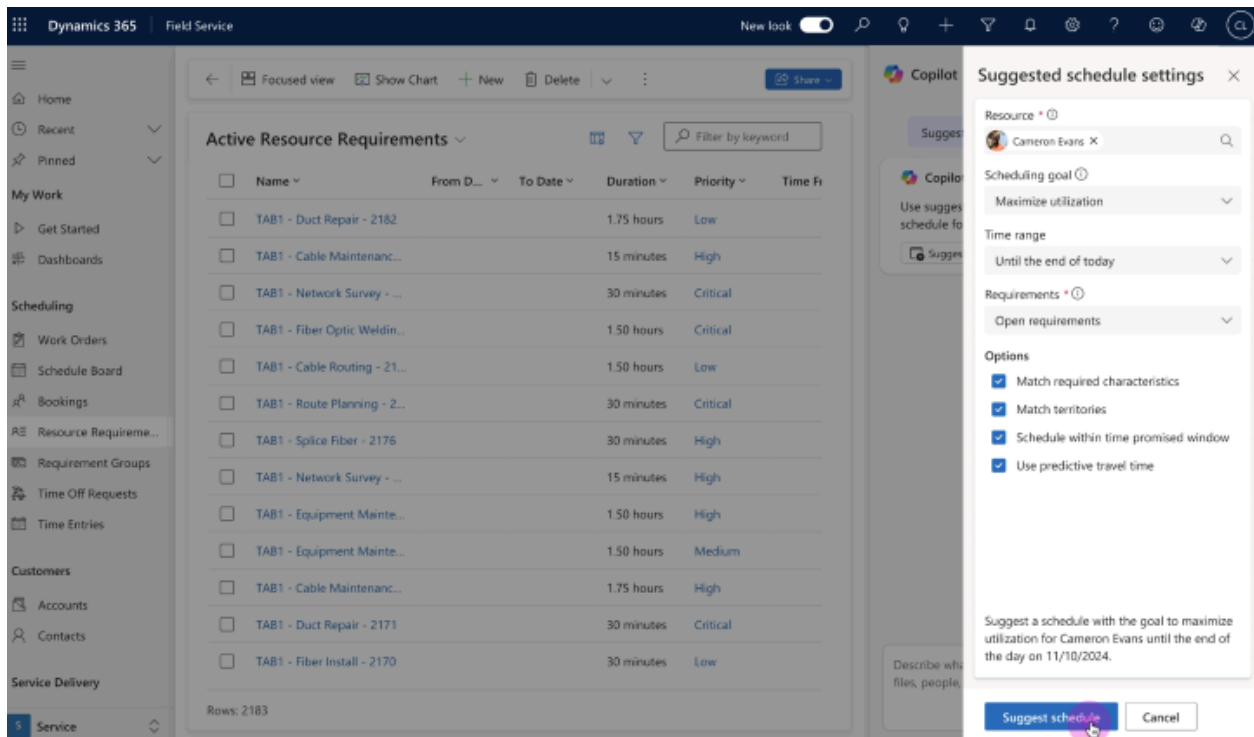 Dynamics 365 Field Service New look CL
Home
Recent
Pinned
My Work
Get Started
Dashboards
Scheduling
Work Orders
Schedule Board
Bookings
Resource Requireme...
Requirement Groups
Time Off Requests
Time Entries
Customers
Accounts
Contacts
Service Delivery
S Service
Focused view Show Chart New Delete Share
Active Resource Requirements Filter by keyword
Name From D... To Date Duration Priority Time Fr
TAB1 - Duct Repair - 2182 1.75 hours Low
TAB1 - Cable Maintenanc... 15 minutes High
TAB1 - Network Survey - ... 30 minutes Critical
TAB1 - Fiber Optic Weldin... 1.50 hours Critical
TAB1 - Cable Routing - 21... 1.50 hours Low
TAB1 - Route Planning - 2... 30 minutes Critical
TAB1 - Splice Fiber - 2176 30 minutes High
TAB1 - Network Survey - ... 15 minutes High
TAB1 - Equipment Mainte... 1.50 hours High
TAB1 - Equipment Mainte... 1.50 hours Medium
TAB1 - Cable Maintenanc... 1.75 hours High
TAB1 - Duct Repair - 2171 30 minutes Critical
TAB1 - Fiber Install - 2170 30 minutes Low
Rows: 2183
Copilot
Sugges
Copilo
Use sugges
schedule fo
Sugges
Describe wha
files, people,
Suggested schedule settings
Resource *
Cameron Evans
Scheduling goal
Maximize utilization
Time range
Until the end of today
Requirements *
Open requirements
Options
Match required characteristics
Match territories
Schedule within time promised window
Use predictive travel time
Suggest a schedule with the goal to maximize
utilization for Cameron Evans until the end of
the day on 11/10/2024.
Suggest schedule Cancel